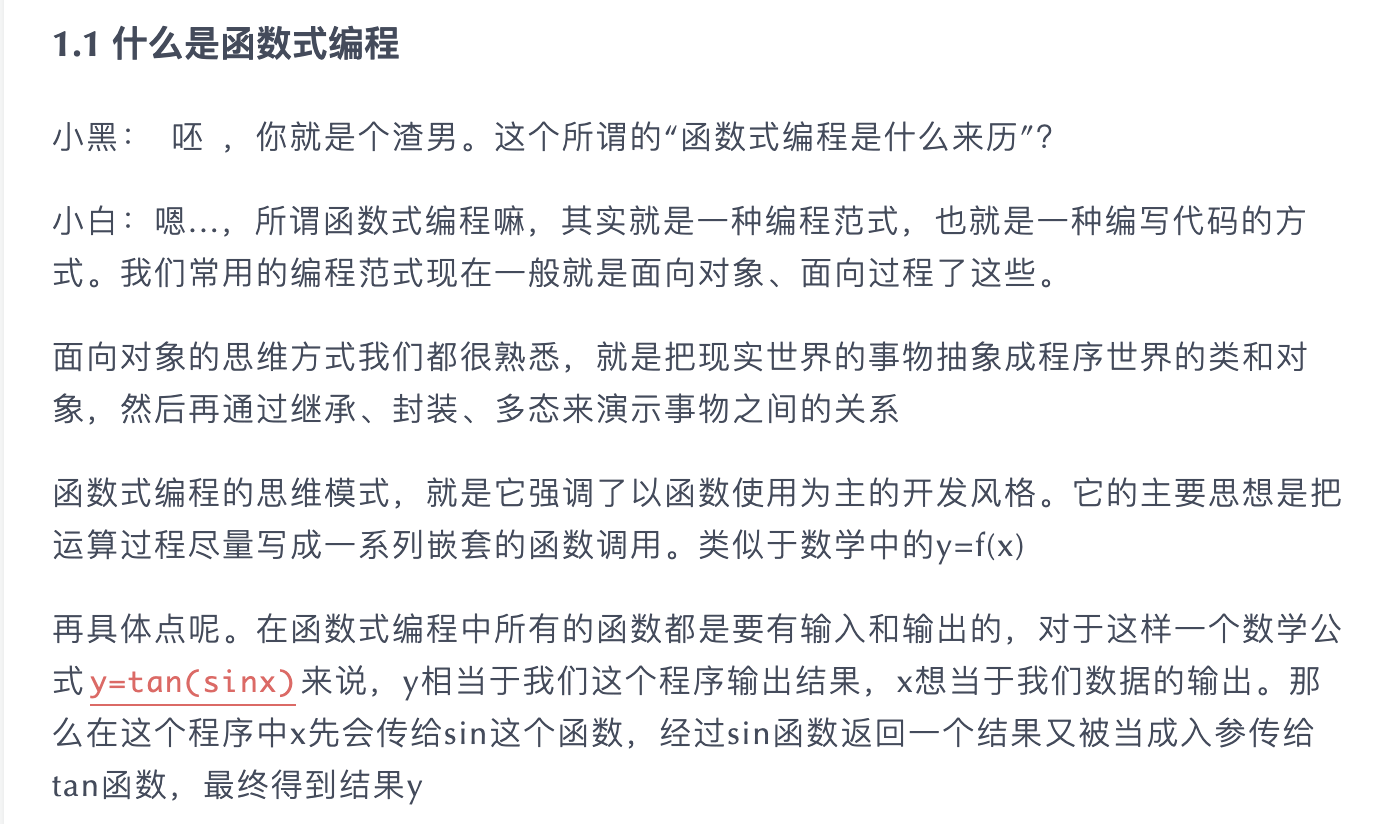 1.1 什么是函数式编程
小黑： 呸 ，你就是个渣男。这个所谓的“函数式编程是什么来历”？
小白：嗯...，所谓函数式编程嘛，其实就是一种编程范式，也就是一种编写代码的方
式。我们常用的编程范式现在一般就是面向对象、面向过程了这些。
面向对象的思维方式我们都很熟悉，就是把现实世界的事物抽象成程序世界的类和对
象，然后再通过继承、封装、多态来演示事物之间的关系
函数式编程的思维模式，就是它强调了以函数使用为主的开发风格。它的主要思想是把
运算过程尽量写成一系列嵌套的函数调用。类似于数学中的y=f(x)
再具体点呢。在函数式编程中所有的函数都是要有输入和输出的，对于这样一个数学公
式y=tan(sinx)来说，y相当于我们这个程序输出结果，x想当于我们数据的输出。那
么在这个程序中x先会传给sin这个函数，经过sin函数返回一个结果又被当成入参传给
tan函数，最终得到结果y